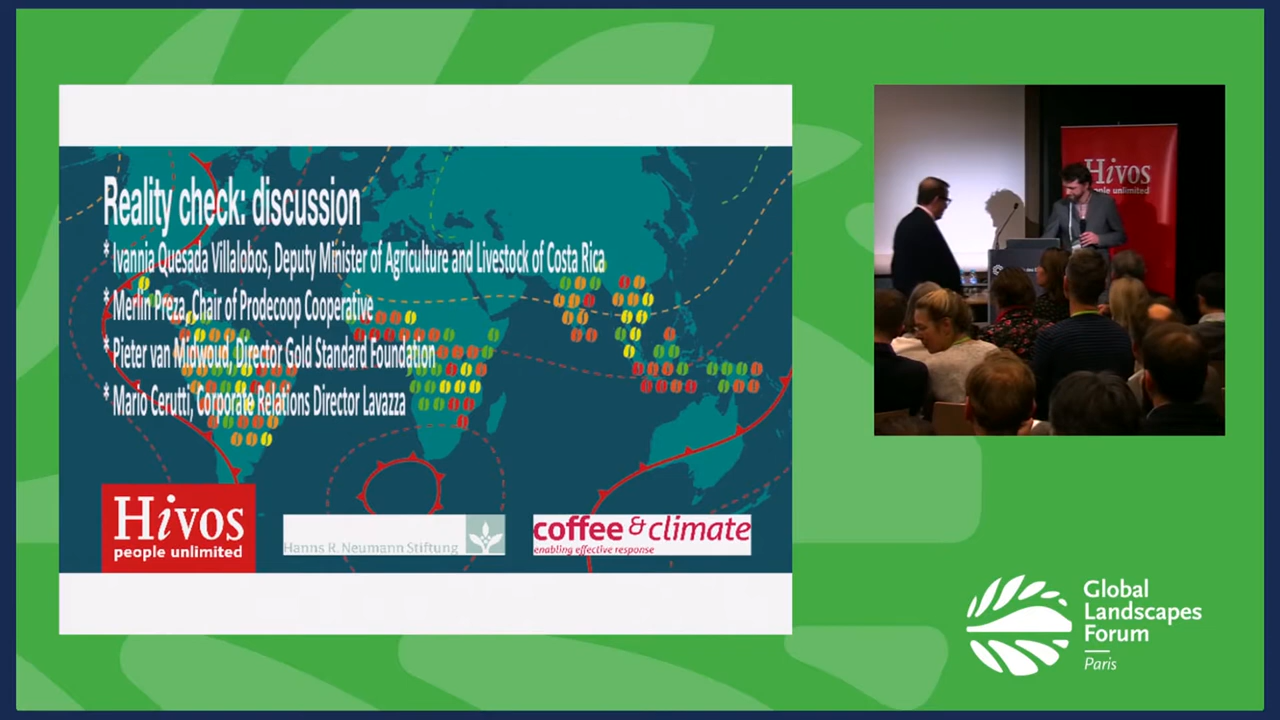 Reality check: discussion
* Ivannia Quesada Villalobos, Deputy Minister of Agriculture and Livestock of Costa Rica
* Merlin Preza, Chair of Prodecoop Cooperative
* Pieter van Midwoud, Director Gold Standard Foundation
* Mario Cerutti, Corporate Relations Director Lavazza
Hivos
people unlimited
Hanns R. Neumann Stiftung
coffee & climate
enabling effective response
Hivos
people unlimited
Global
Landscapes
Forum
Paris